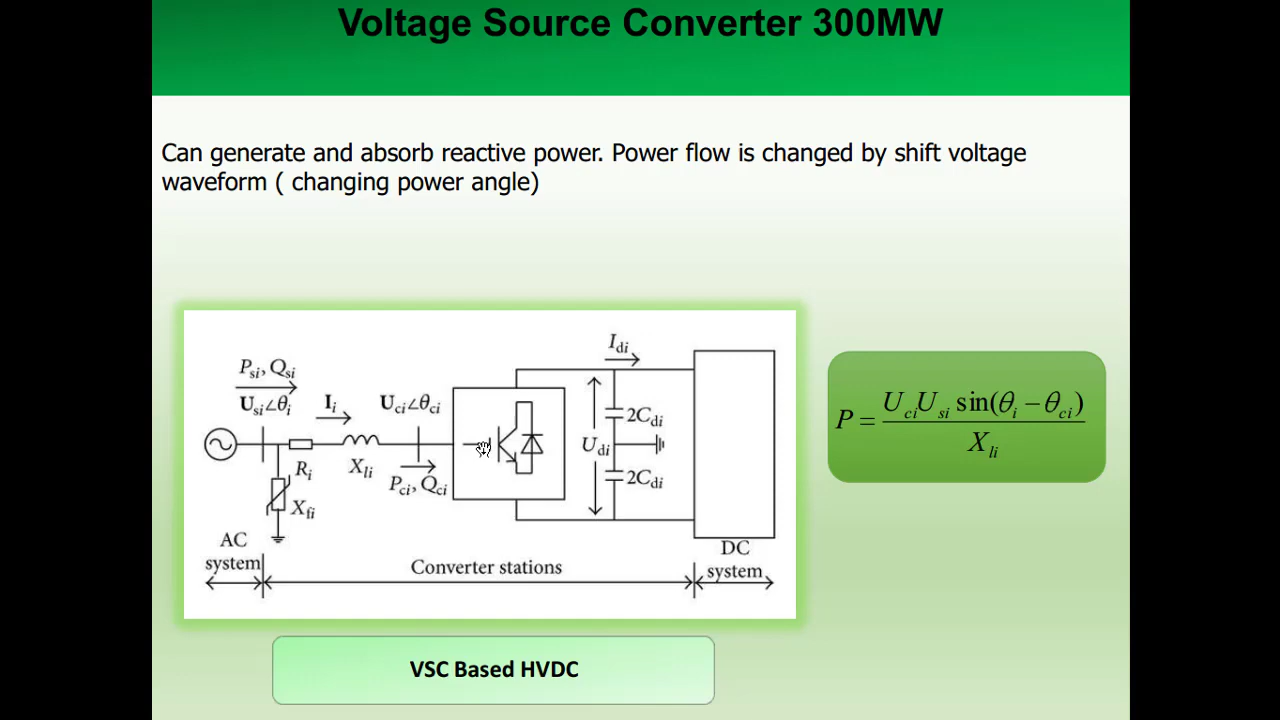 Voltage Source Converter 300MW
Can generate and absorb reactive power. Power flow is changed by shift voltage
waveform ( changing power angle)
Psi, Qsi
Usi∠θi
Ii
Uci∠θci
Idi
Ri
Xli
Pci, Qci
Xfi
2Cdi
Udi
2Cdi
AC
system
Converter stations
DC
system
P = UciUsi sin(θi − θci)
Xli
VSC Based HVDC